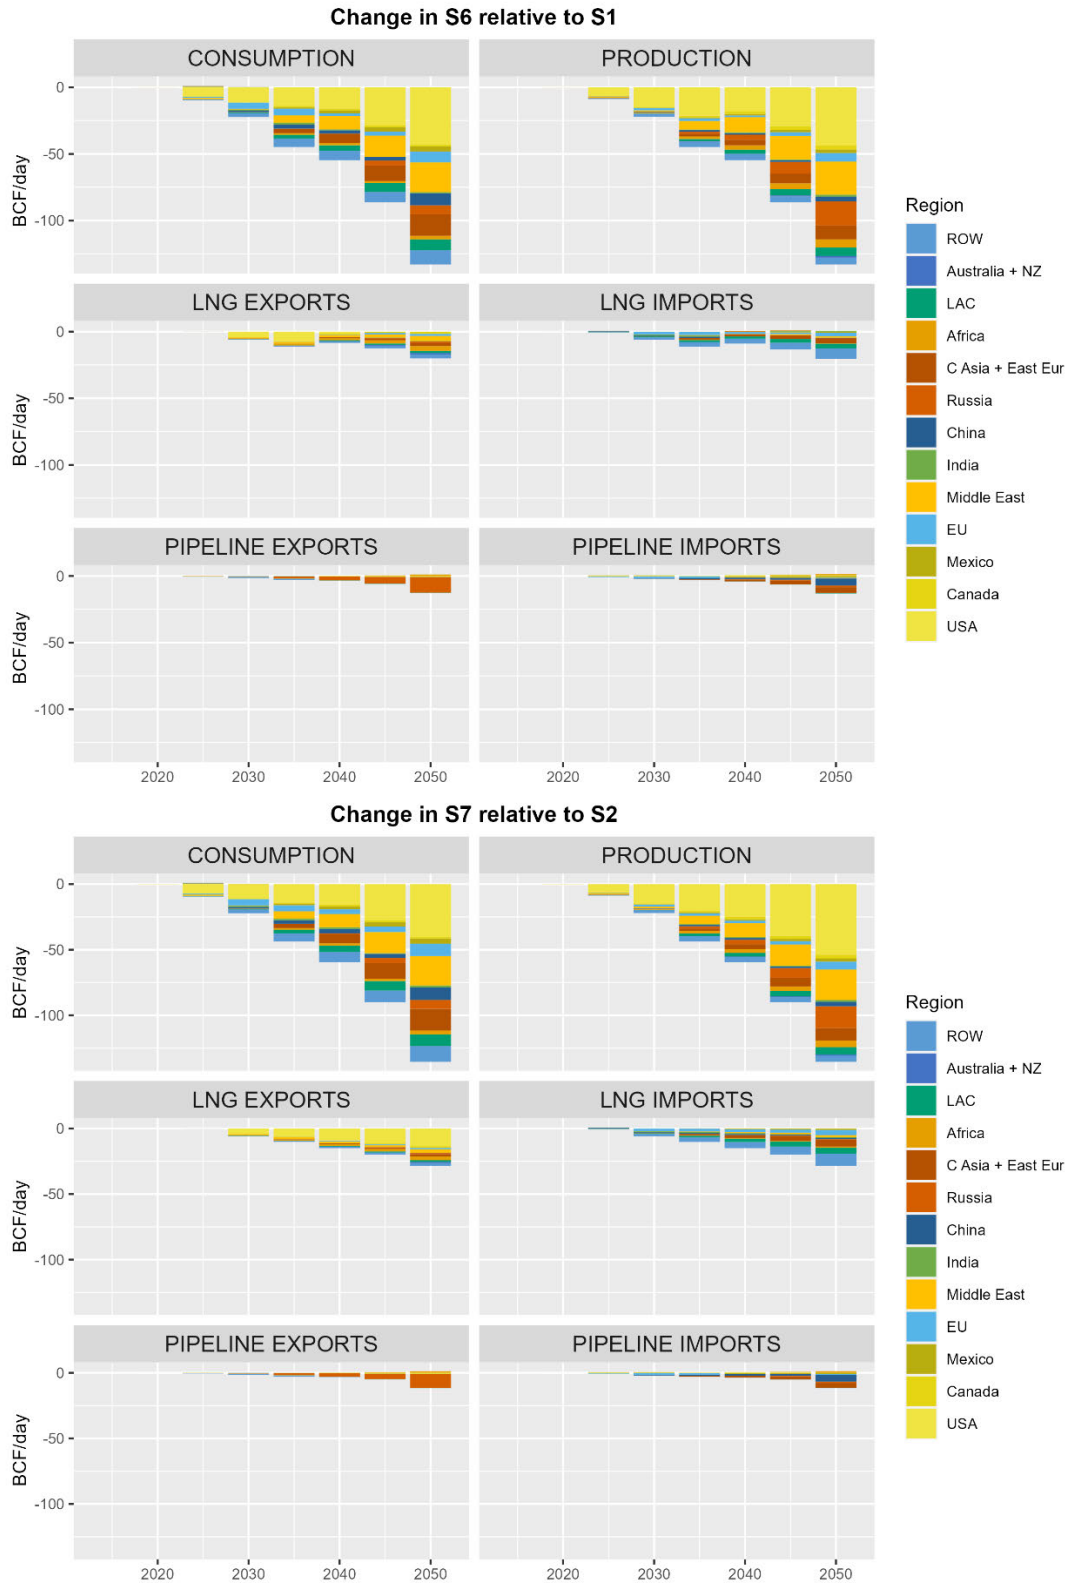 Change in S6 relative to S1
CONSUMPTION
PRODUCTION
0
-50
-100
BCF/day
LNG EXPORTS
LNG IMPORTS
0
-50
-100
BCF/day
PIPELINE EXPORTS
PIPELINE IMPORTS
0
-50
-100
BCF/day
2020 2030 2040 2050
2020 2030 2040 2050
Region
ROW
Australia + NZ
LAC
Africa
C Asia + East Eur
Russia
China
India
Middle East
EU
Mexico
Canada
USA
Change in S7 relative to S2
CONSUMPTION
PRODUCTION
0
-50
-100
BCF/day
LNG EXPORTS
LNG IMPORTS
0
-50
-100
BCF/day
PIPELINE EXPORTS
PIPELINE IMPORTS
0
-50
-100
BCF/day
2020 2030 2040 2050
2020 2030 2040 2050
Region
ROW
Australia + NZ
LAC
Africa
C Asia + East Eur
Russia
China
India
Middle East
EU
Mexico
Canada
USA